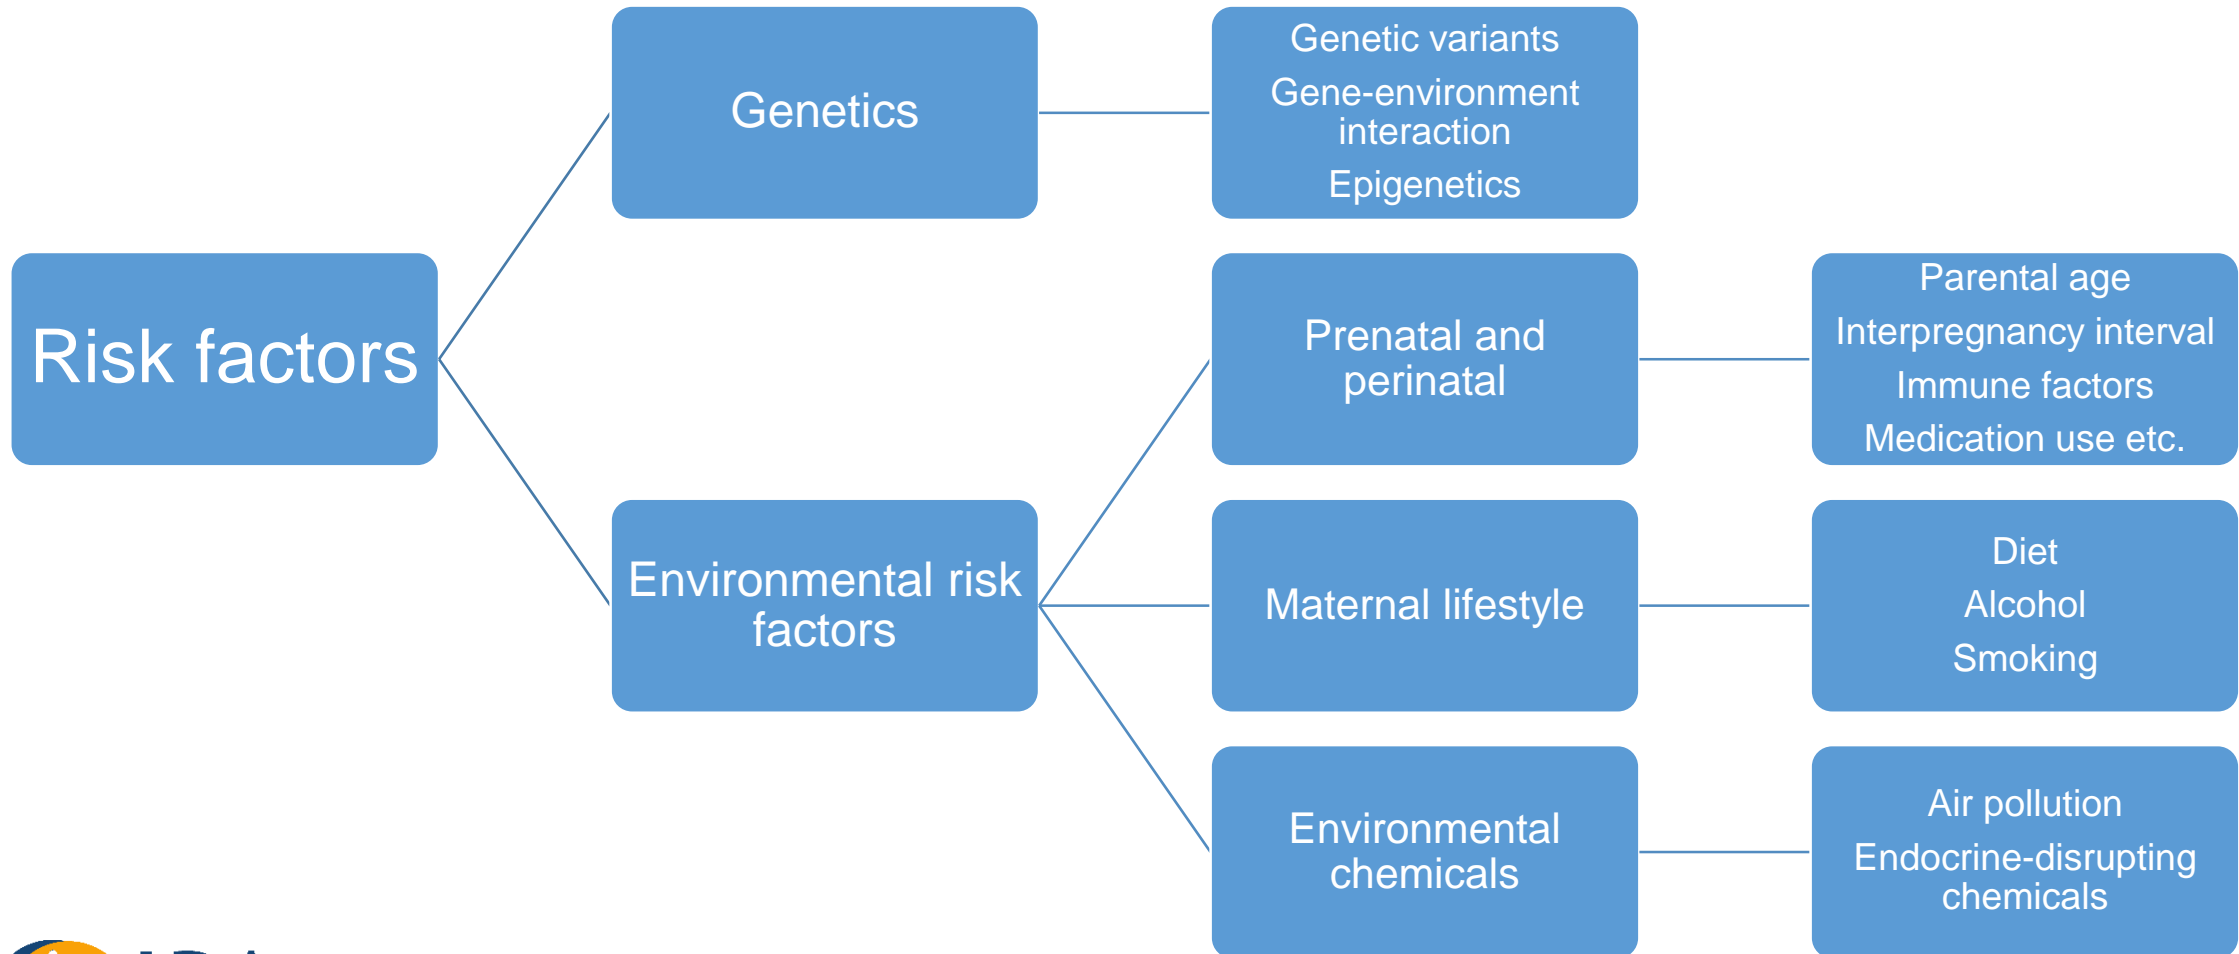 Risk factors
Genetics
Genetic variants
Gene-environment
interaction
Epigenetics
Environmental risk
factors
Prenatal and
perinatal
Parental age
Interpregnancy interval
Immune factors
Medication use etc.
Maternal lifestyle
Diet
Alcohol
Smoking
Environmental
chemicals
Air pollution
Endocrine-disrupting
chemicals